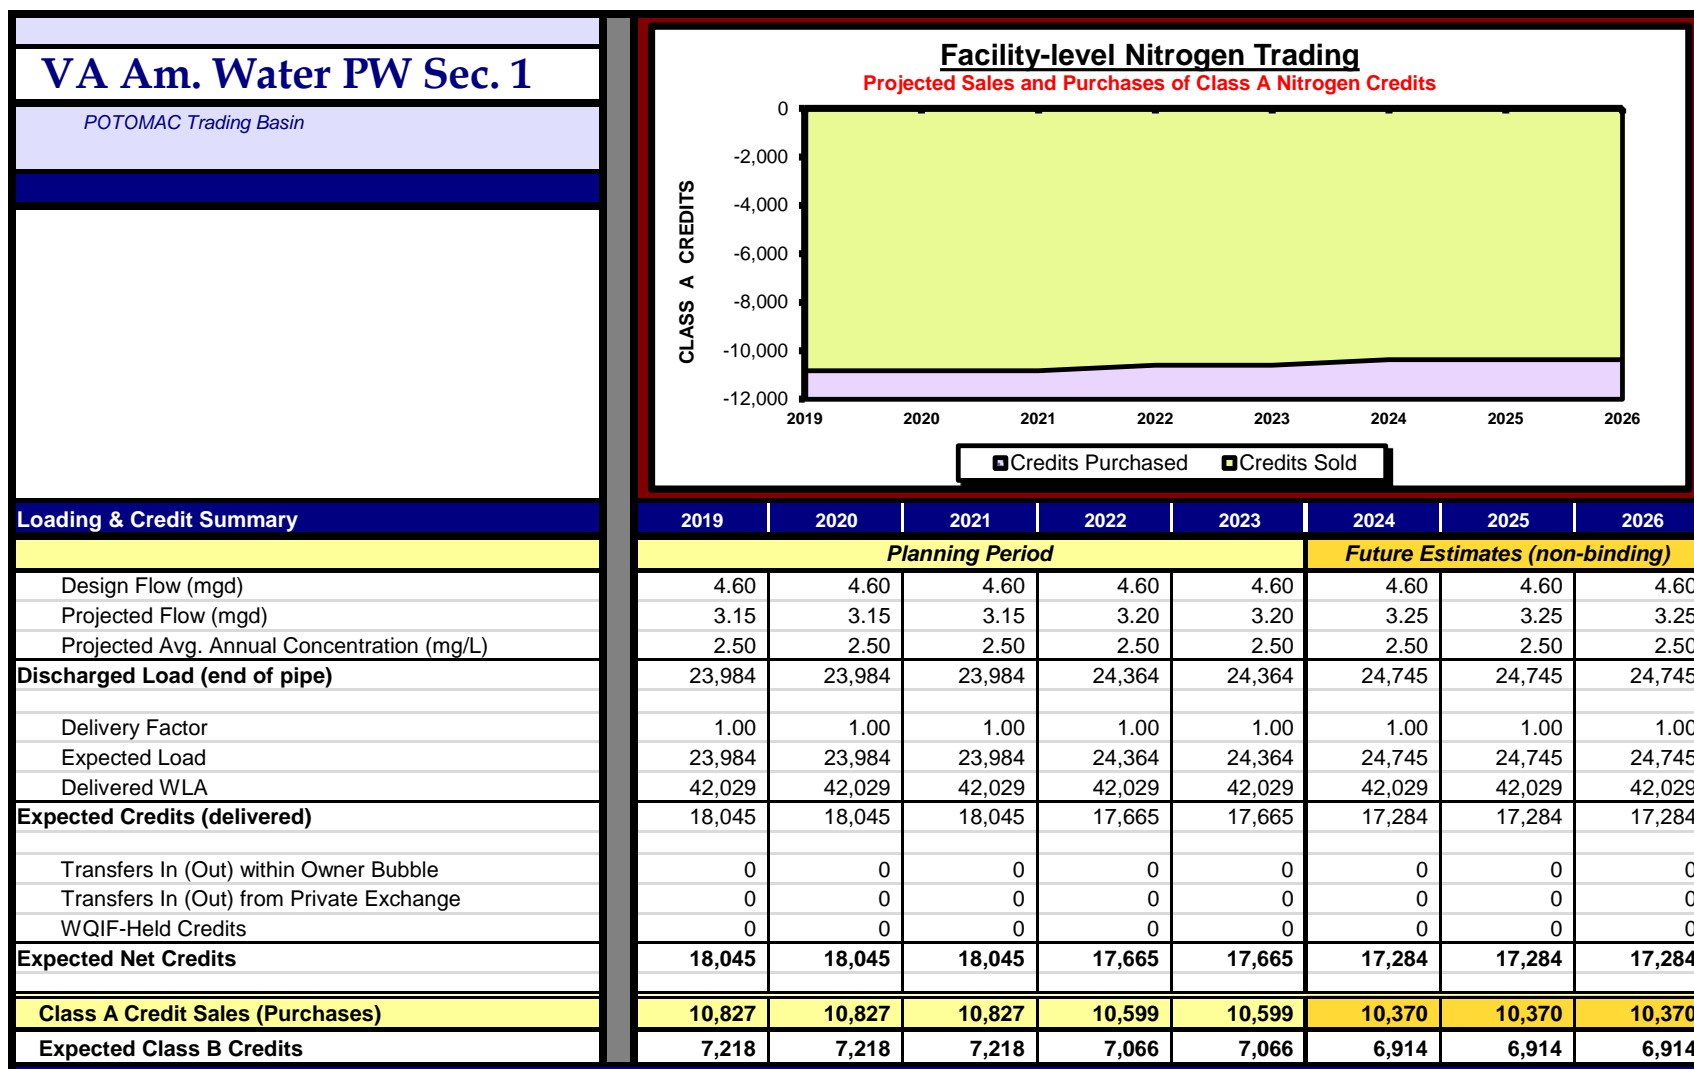 VA Am. Water PW Sec. 1
POTOMAC Trading Basin
Facility-level Nitrogen Trading
Projected Sales and Purchases of Class A Nitrogen Credits
CLASS A CREDITS
0
-2,000
-4,000
-6,000
-8,000
-10,000
-12,000
2019 2020 2021 2022 2023 2024 2025 2026
Credits Purchased Credits Sold
Loading & Credit Summary 2019 2020 2021 2022 2023 2024 2025 2026
Planning Period Future Estimates (non-binding)
Design Flow (mgd) 4.60 4.60 4.60 4.60 4.60 4.60 4.60 4.60
Projected Flow (mgd) 3.15 3.15 3.15 3.20 3.20 3.25 3.25 3.25
Projected Avg. Annual Concentration (mg/L) 2.50 2.50 2.50 2.50 2.50 2.50 2.50 2.50
Discharged Load (end of pipe) 23,984 23,984 23,984 24,364 24,364 24,745 24,745 24,745
Delivery Factor 1.00 1.00 1.00 1.00 1.00 1.00 1.00 1.00
Expected Load 23,984 23,984 23,984 24,364 24,364 24,745 24,745 24,745
Delivered WLA 42,029 42,029 42,029 42,029 42,029 42,029 42,029 42,029
Expected Credits (delivered) 18,045 18,045 18,045 17,665 17,665 17,284 17,284 17,284
Transfers In (Out) within Owner Bubble 0 0 0 0 0 0 0 0
Transfers In (Out) from Private Exchange 0 0 0 0 0 0 0 0
WQIF-Held Credits 0 0 0 0 0 0 0 0
Expected Net Credits 18,045 18,045 18,045 17,665 17,665 17,284 17,284 17,284
Class A Credit Sales (Purchases) 10,827 10,827 10,827 10,599 10,599 10,370 10,370 10,370
Expected Class B Credits 7,218 7,218 7,218 7,066 7,066 6,914 6,914 6,914